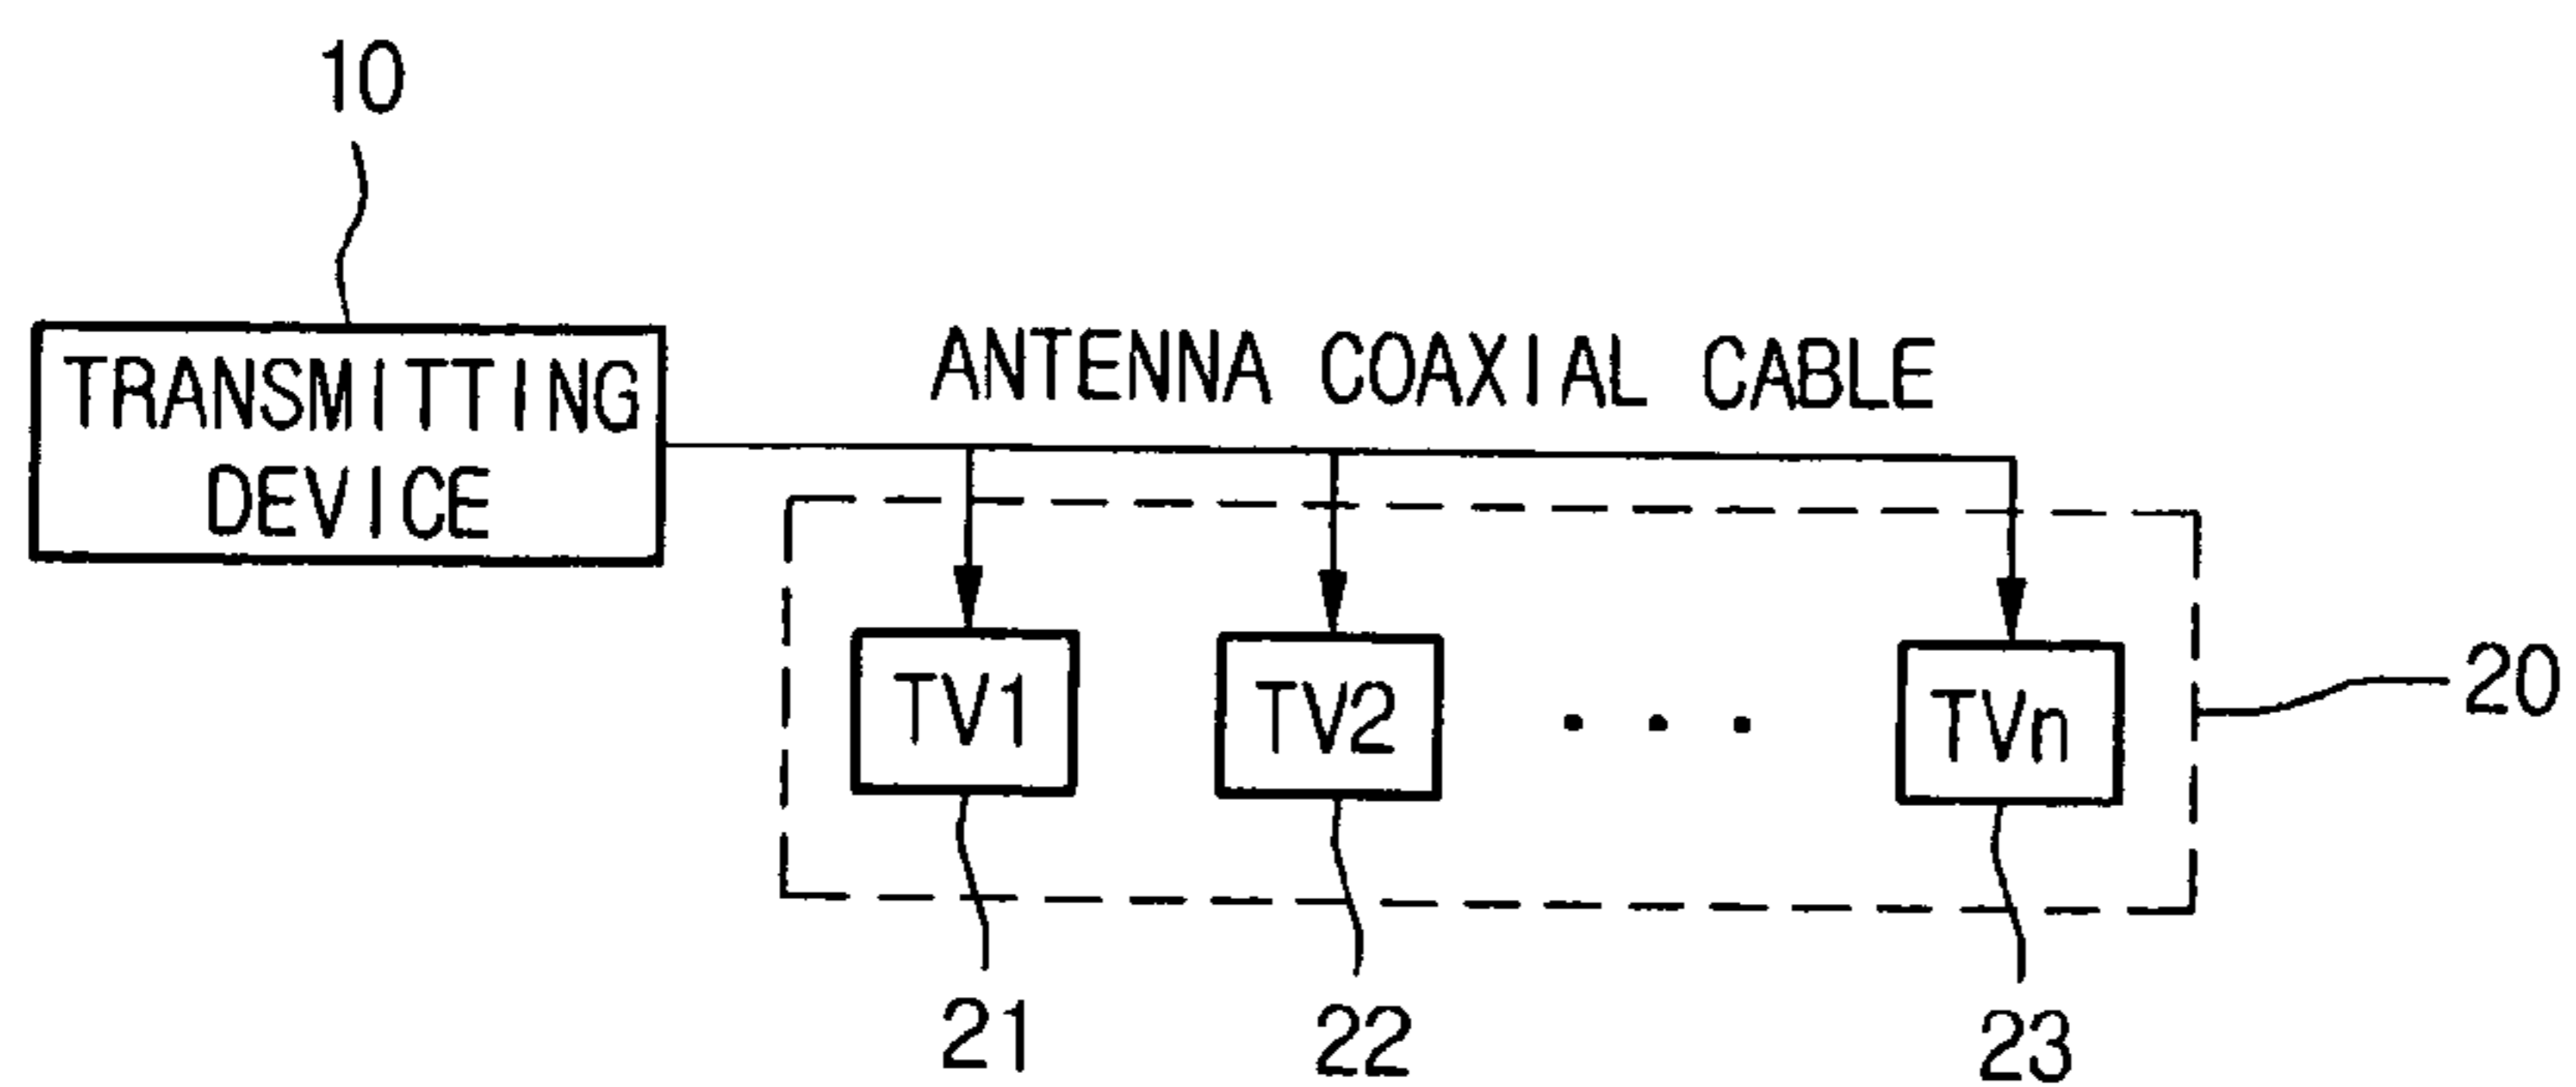 10
TRANSMITTING
DEVICE
ANTENNA COAXIAL CABLE
TV1
TV2
. . .
TVn
20
21
22
23